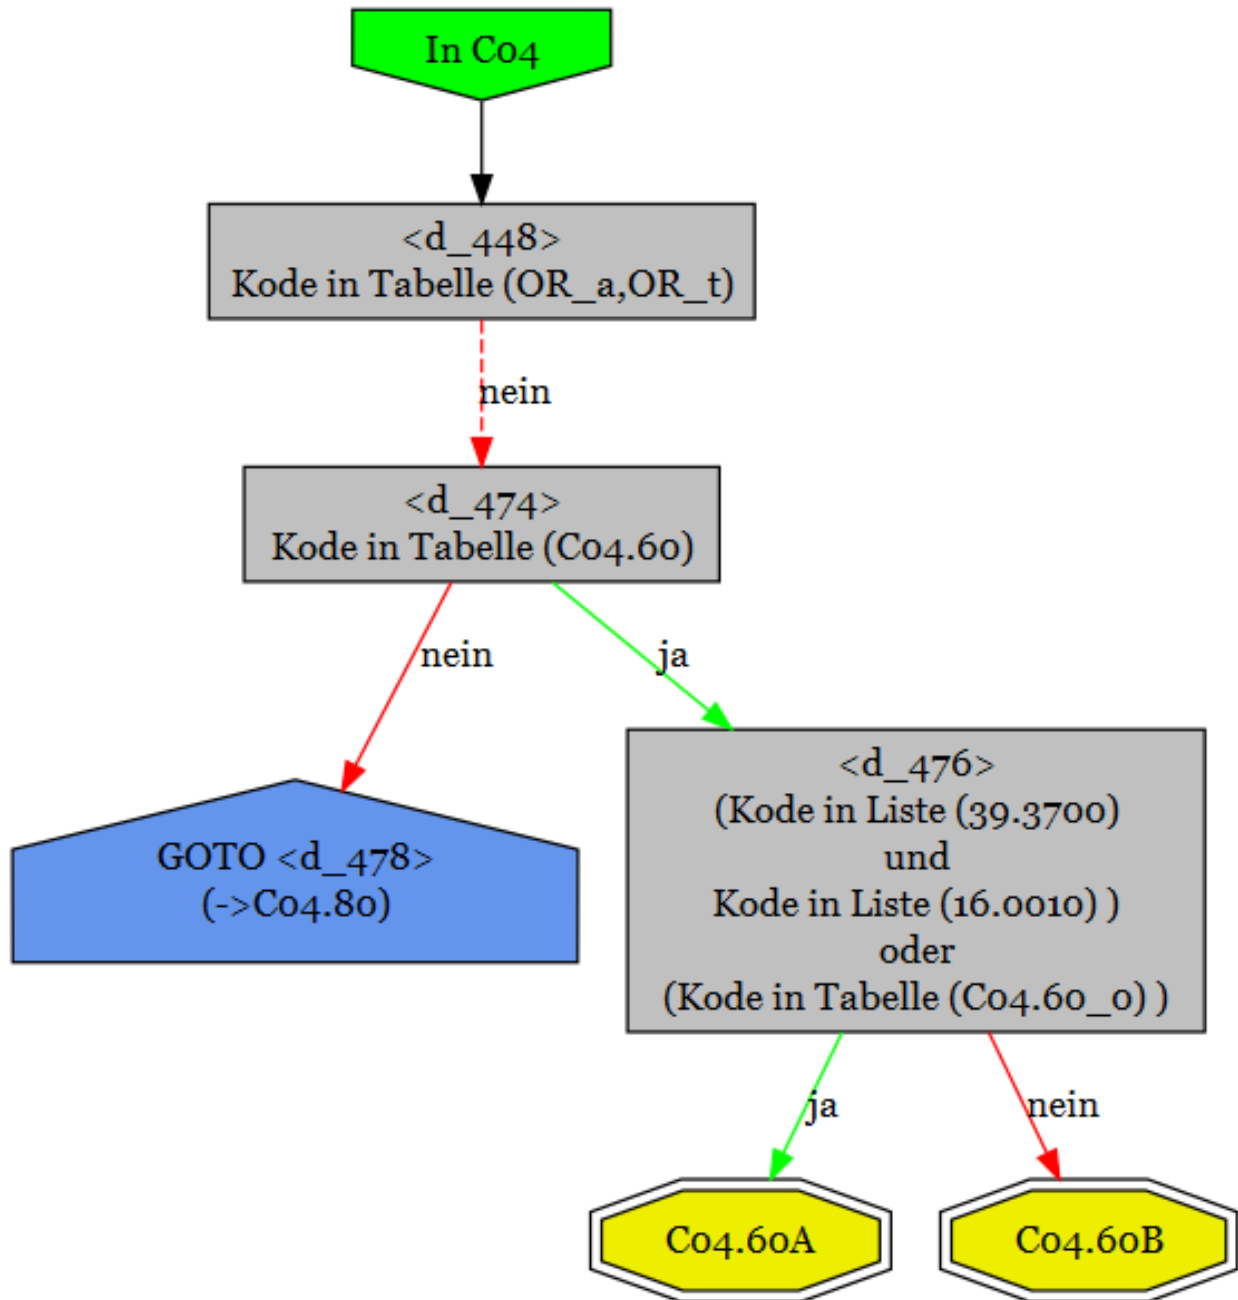 In C04
<d_448>
Kode in Tabelle (OR_a,OR_t)
nein
<d_474>
Kode in Tabelle (C04.60)
nein
ja
<d_476>
(Kode in Liste (39.3700)
und
Kode in Liste (16.0010) )
oder
(Kode in Tabelle (C04.60_0) )
GOTO <d_478>
(->C04.80)
ja
nein
C04.60A
C04.60B